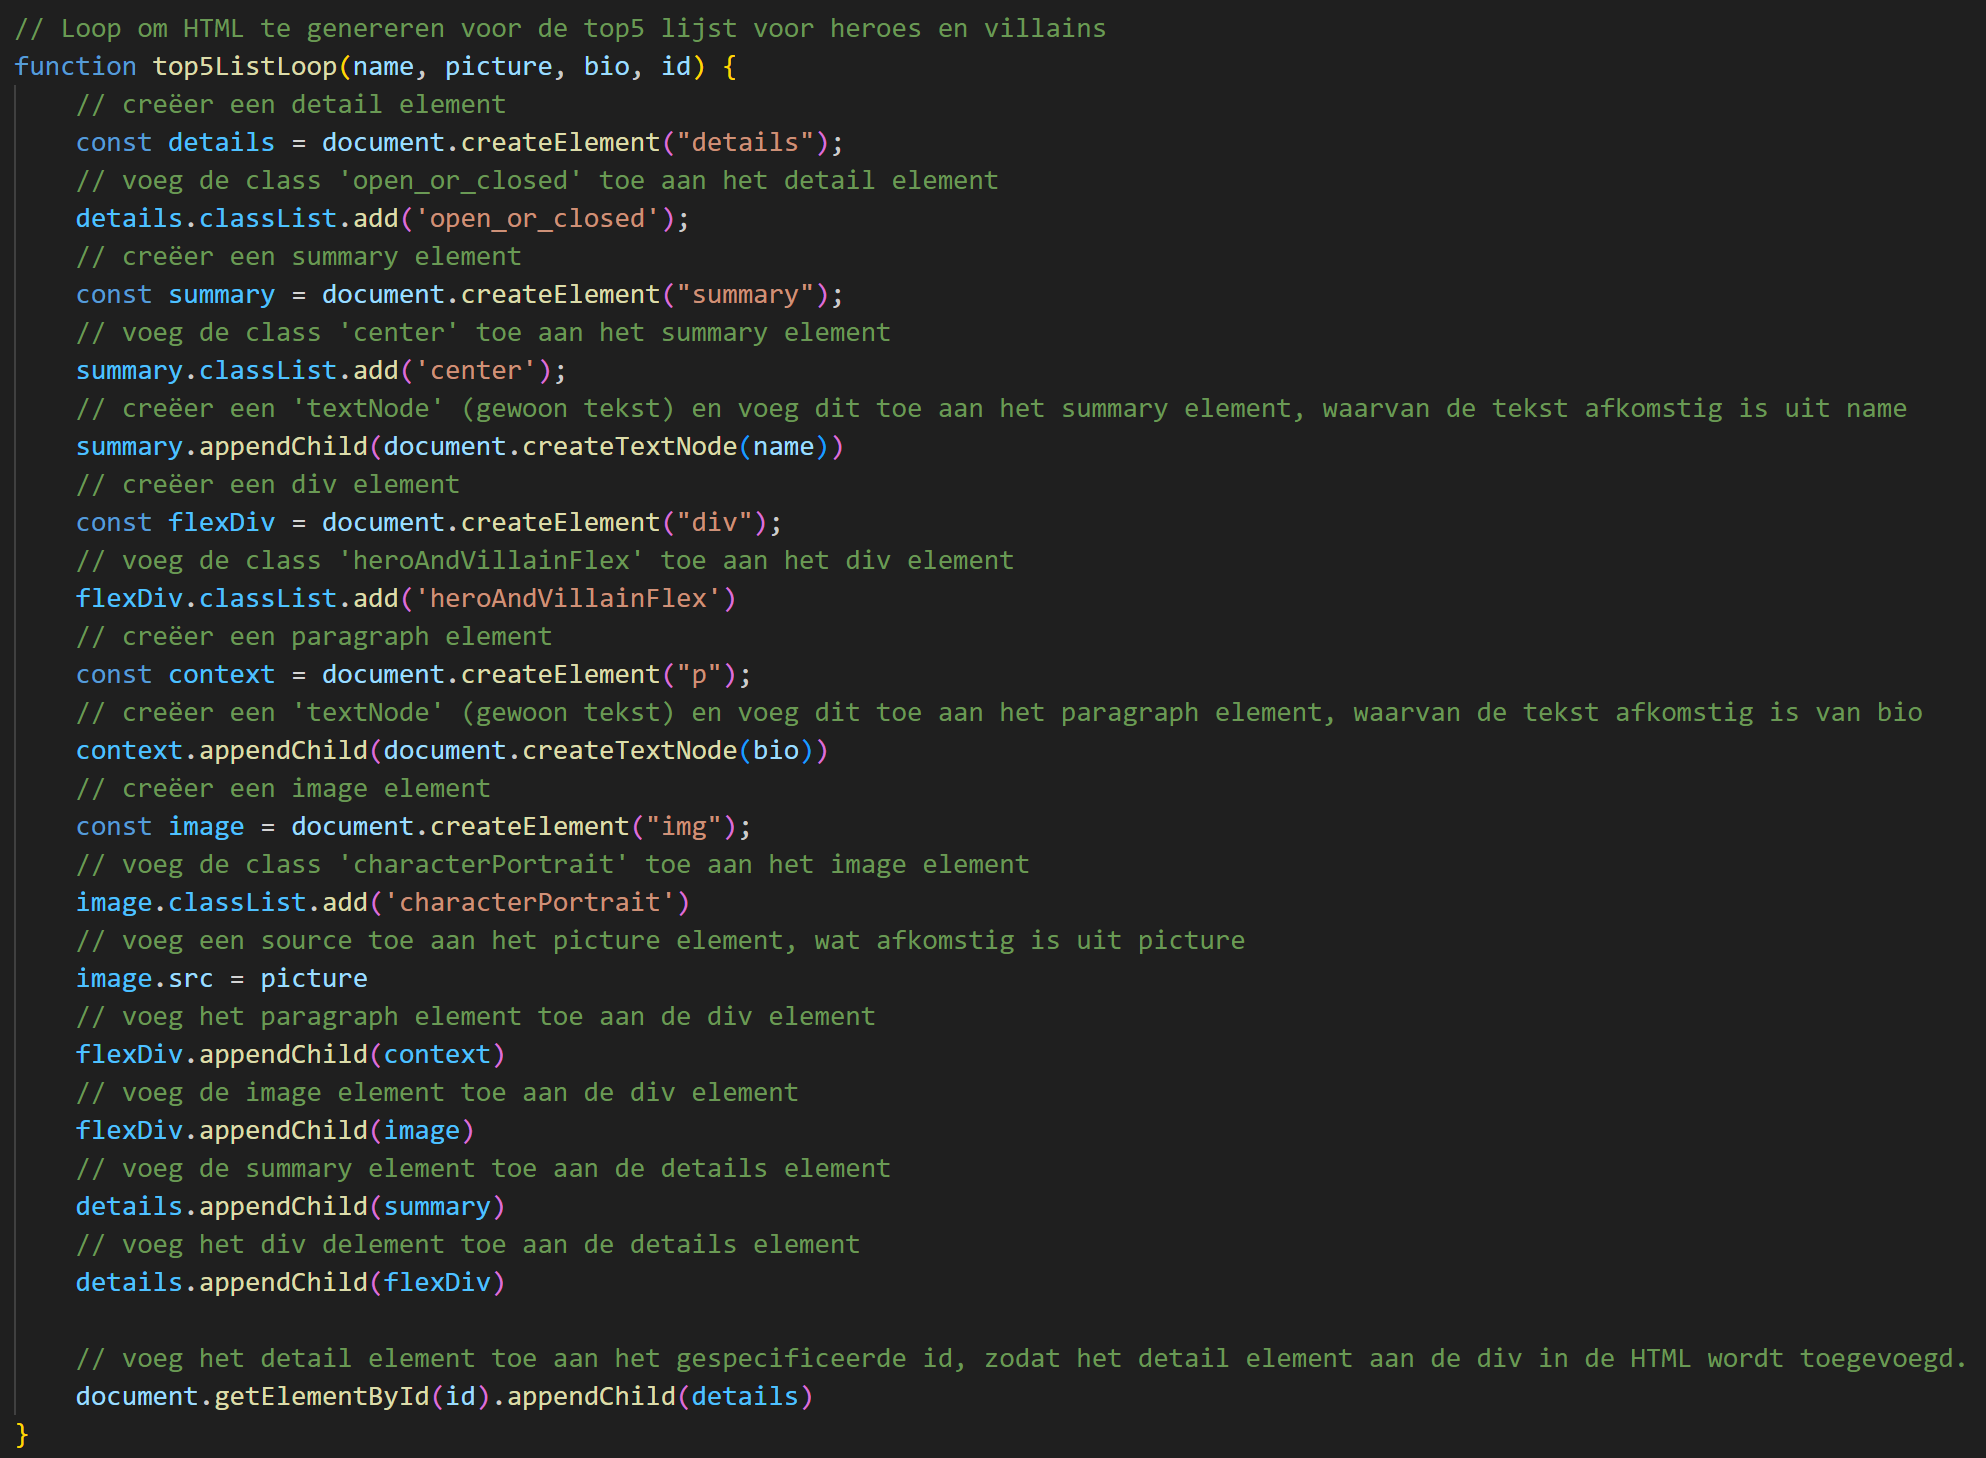 // Loop om HTML te genereren voor de top5 lijst voor heroes en villains
function top5ListLoop(name, picture, bio, id) {
    // creëer een detail element
    const details = document.createElement("details");
    // voeg de class 'open_or_closed' toe aan het detail element
    details.classList.add('open_or_closed');
    // creëer een summary element
    const summary = document.createElement("summary");
    // voeg de class 'center' toe aan het summary element
    summary.classList.add('center');
    // creëer een 'textNode' (gewoon tekst) en voeg dit toe aan het summary element, waarvan de tekst afkomstig is uit name
    summary.appendChild(document.createTextNode(name))
    // creëer een div element
    const flexDiv = document.createElement("div");
    // voeg de class 'heroAndVillainFlex' toe aan het div element
    flexDiv.classList.add('heroAndVillainFlex')
    // creëer een paragraph element
    const context = document.createElement("p");
    // creëer een 'textNode' (gewoon tekst) en voeg dit toe aan het paragraph element, waarvan de tekst afkomstig is van bio
    context.appendChild(document.createTextNode(bio))
    // creëer een image element
    const image = document.createElement("img");
    // voeg de class 'characterPortrait' toe aan het image element
    image.classList.add('characterPortrait')
    // voeg een source toe aan het picture element, wat afkomstig is uit picture
    image.src = picture
    // voeg het paragraph element toe aan de div element
    flexDiv.appendChild(context)
    // voeg de image element toe aan de div element
    flexDiv.appendChild(image)
    // voeg de summary element toe aan de details element
    details.appendChild(summary)
    // voeg het div delement toe aan de details element
    details.appendChild(flexDiv)

    // voeg het detail element toe aan het gespecificeerde id, zodat het detail element aan de div in de HTML wordt toegevoegd.
    document.getElementById(id).appendChild(details)
}